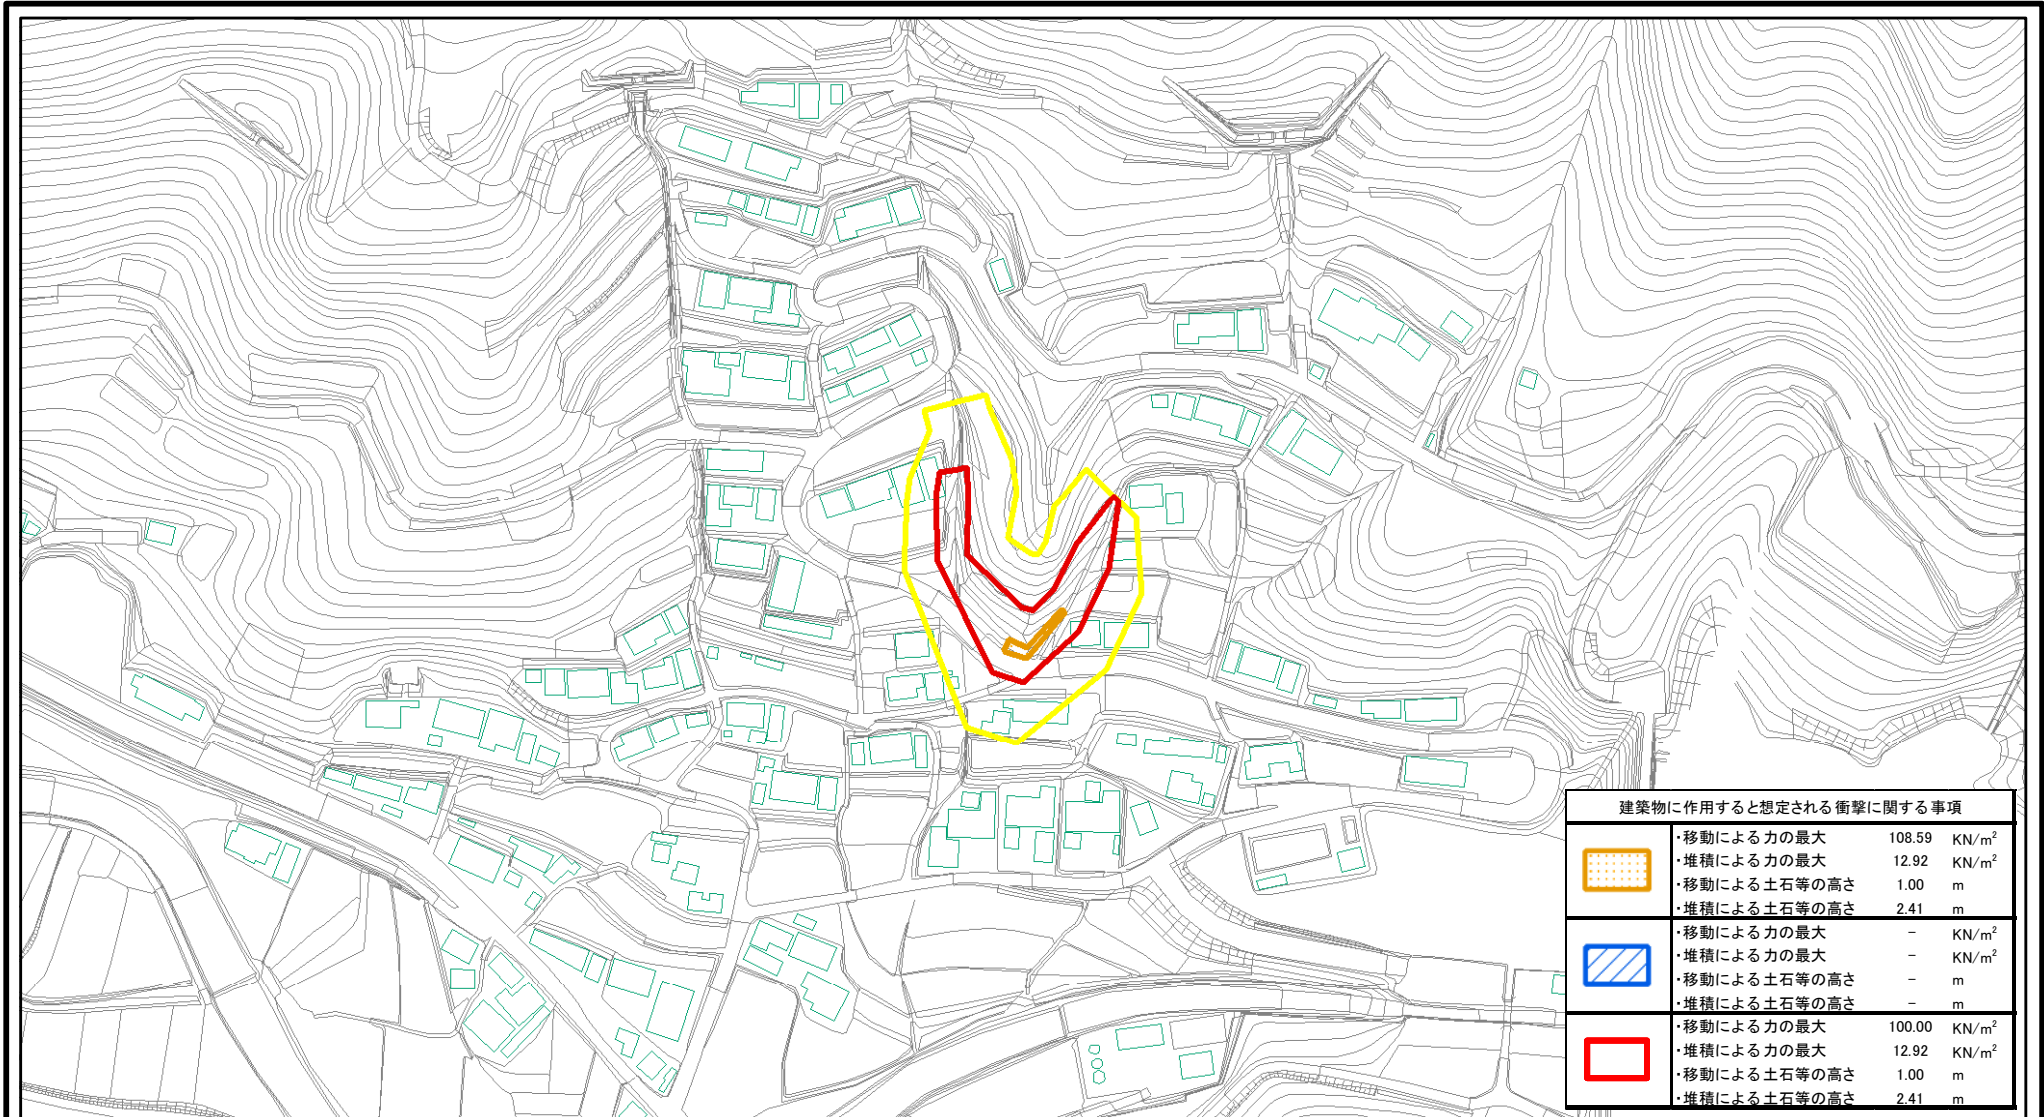 建築物に作用すると想定される衝撃に関する事項
・移動による力の最大 108.59 KN/m²
・堆積による力の最大 12.92 KN/m²
・移動による土石等の高さ 1.00 m
・堆積による土石等の高さ 2.41 m
・移動による力の最大 - KN/m²
・堆積による力の最大 - KN/m²
・移動による土石等の高さ - m
・堆積による土石等の高さ - m
・移動による力の最大 100.00 KN/m²
・堆積による力の最大 12.92 KN/m²
・移動による土石等の高さ 1.00 m
・堆積による土石等の高さ 2.41 m